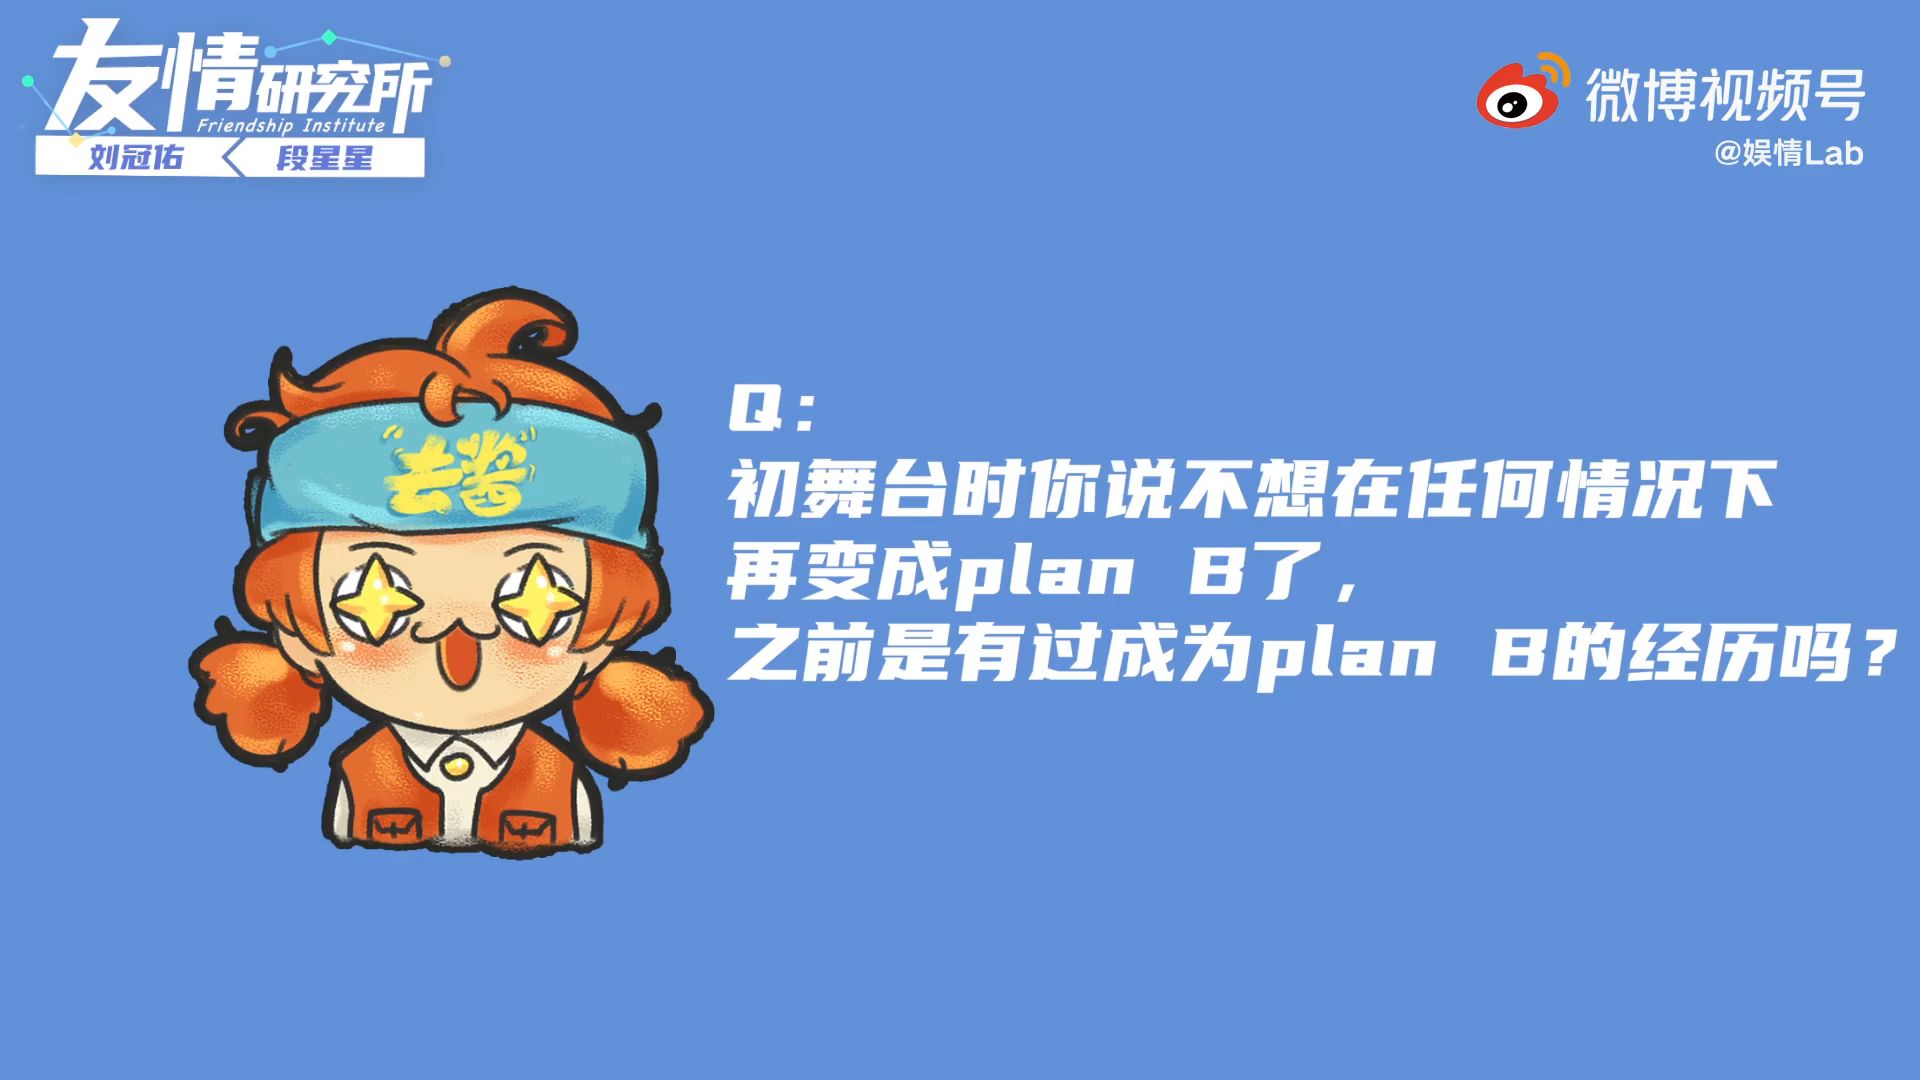 友情研究所
Friendship Institute
刘冠佑 段星星
微博视频号
@娱情Lab
"去酱"
Q：
初舞台时你说不想在任何情况下
再变成plan B了，
之前是有过成为plan B的经历吗？